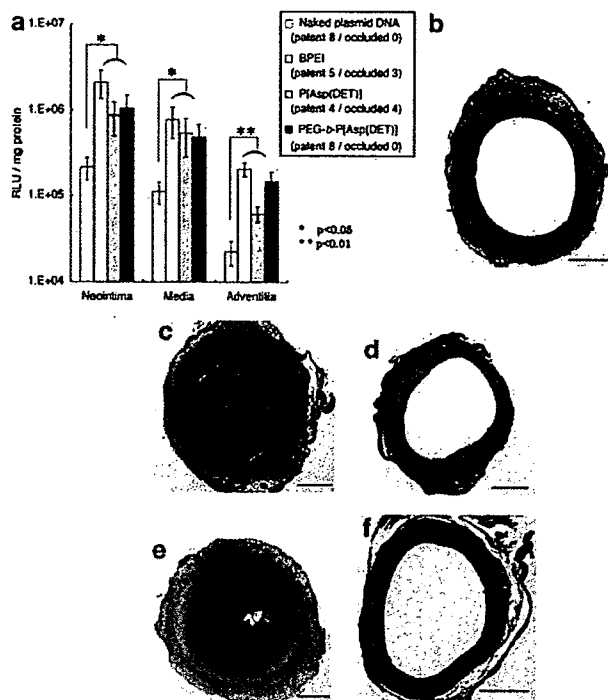 a
b
1.E+07
1.E+06
1.E+05
1.E+04
RLU / mg protein
*
*
**
Neointima
Media
Adventitia
Naked plasmid DNA
(patent 8 / occluded 0)
BPEI
(patent 5 / occluded 3)
P[Asp(DET)]
(patent 4 / occluded 4)
PEG-b-P[Asp(DET)]
(patent 8 / occluded 0)
* p<0.05
** p<0.01
c
d
e
f